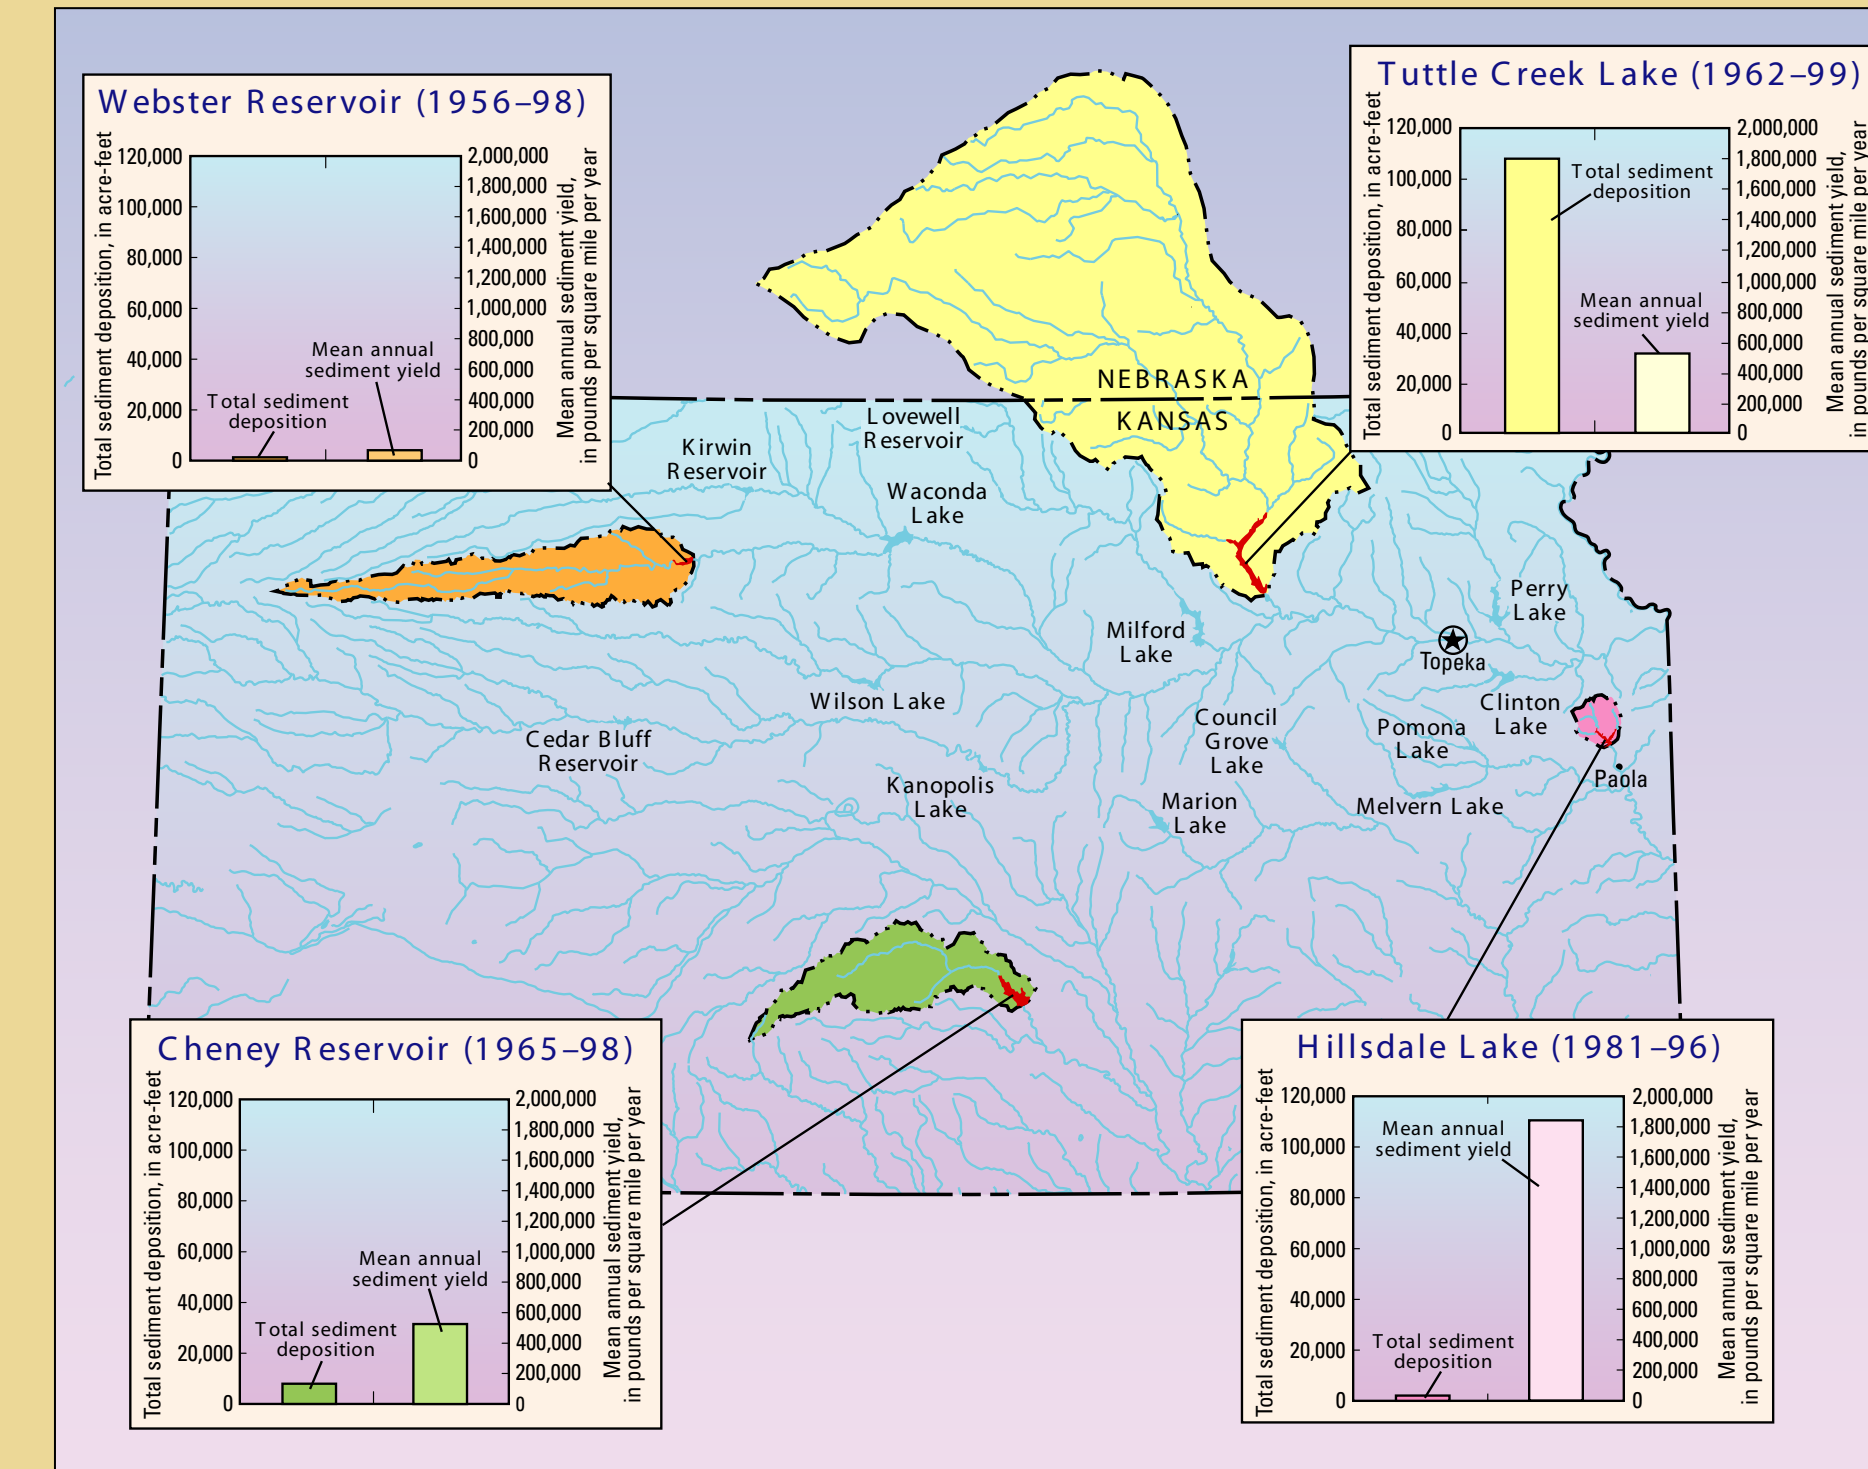 Webster Reservoir (1956–98)
Total sediment deposition, in acre-feet
120,000
100,000
80,000
60,000
40,000
20,000
0
Total sediment
deposition
Mean annual
sediment yield
2,000,000
1,800,000
1,600,000
1,400,000
1,200,000
1,000,000
800,000
600,000
400,000
200,000
0
Mean annual sediment yield,
in pounds per square mile per year
Tuttle Creek Lake (1962–99)
Total sediment deposition, in acre-feet
120,000
100,000
80,000
60,000
40,000
20,000
0
Total sediment
deposition
Mean annual
sediment yield
2,000,000
1,800,000
1,600,000
1,400,000
1,200,000
1,000,000
800,000
600,000
400,000
200,000
0
Mean annual sediment yield,
in pounds per square mile per year
NEBRASKA
KANSAS
Lovewell
Reservoir
Kirwin
Reservoir
Waconda
Lake
Perry
Lake
Milford
Lake
Topeka
Wilson Lake
Clinton
Lake
Council
Grove
Lake
Pomona
Lake
Cedar Bluff
Reservoir
Paola
Kanopolis
Lake
Marion
Lake
Melvern Lake
Cheney Reservoir (1965–98)
Total sediment deposition, in acre-feet
120,000
100,000
80,000
60,000
40,000
20,000
0
Total sediment
deposition
Mean annual
sediment yield
2,000,000
1,800,000
1,600,000
1,400,000
1,200,000
1,000,000
800,000
600,000
400,000
200,000
0
Mean annual sediment yield,
in pounds per square mile per year
Hillsdale Lake (1981–96)
Total sediment deposition, in acre-feet
120,000
100,000
80,000
60,000
40,000
20,000
0
Mean annual
sediment yield
Total sediment
deposition
2,000,000
1,800,000
1,600,000
1,400,000
1,200,000
1,000,000
800,000
600,000
400,000
200,000
0
Mean annual sediment yield,
in pounds per square mile per year